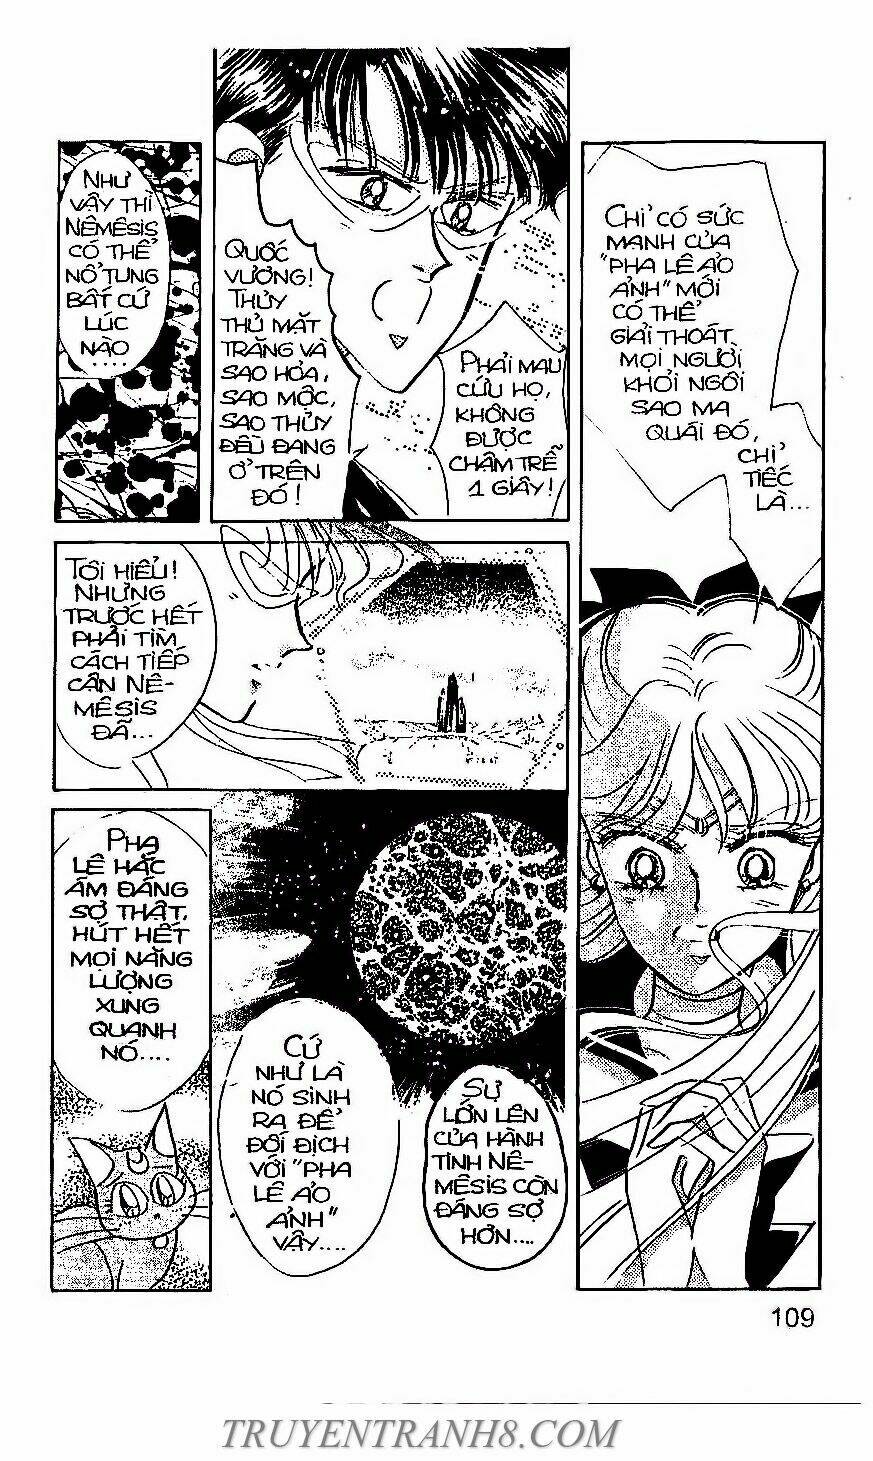 NHƯ
VẬY THÌ
NÊMÊSIS
CÓ THỂ
NỔ TUNG
BẤT CỨ
LÚC
NÀO
....
QUỐC
VƯƠNG!
THỦY
THỦ MẶT
TRĂNG VÀ
SAO HỎA,
SAO MỘC,
SAO THỦY
ĐỀU ĐANG
Ở TRÊN
ĐÓ!
PHẢI MAU
CỨU HỌ,
KHÔNG
ĐƯỢC
CHẬM TRỄ
1 GIÂY!
TÔI HIỂU!
NHƯNG
TRƯỚC HẾT
PHẢI TÌM
CÁCH TIẾP
CẬN NÊ-
MÊSIS
ĐÃ...
PHA
LÊ HẮC
ÁM ĐÁNG
SỢ THẬT,
HÚT HẾT
MỌI NĂNG
LƯỢNG
XUNG
QUANH
NÓ....
CỨ
NHƯ LÀ
NÓ SINH
RA ĐỂ
ĐỐI ĐỊCH
VỚI "PHA
LÊ ẢO
ẢNH"
VẬY....
SỰ
LỚN LÊN
CỦA HÀNH
TINH NÊ-
MÊSIS CÒN
ĐÁNG SỢ
HƠN....
CHỈ CÓ SỨC
MẠNH CỦA
"PHA LÊ ẢO
ẢNH" MỚI
CÓ THỂ
GIẢI THOÁT
MỌI NGƯỜI
KHỎI NGÔI
SAO MA
QUÁI ĐÓ,
CHỈ
TIẾC
LÀ...
109
TRUYENTRANH8.COM